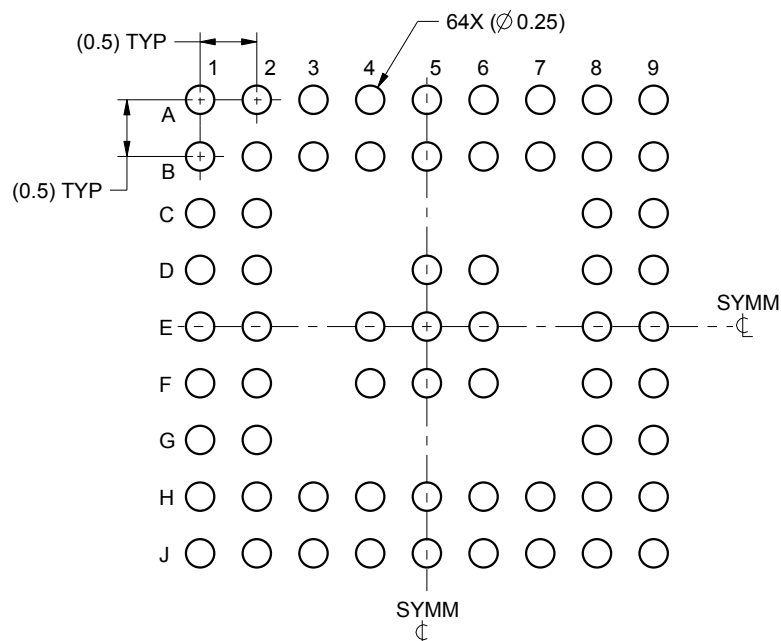 64X (∅ 0.25)
(0.5) TYP
1 2 3 4 5 6 7 8 9
A
B
(0.5) TYP
C
D
E
SYMM
℄
F
G
H
J
SYMM
℄